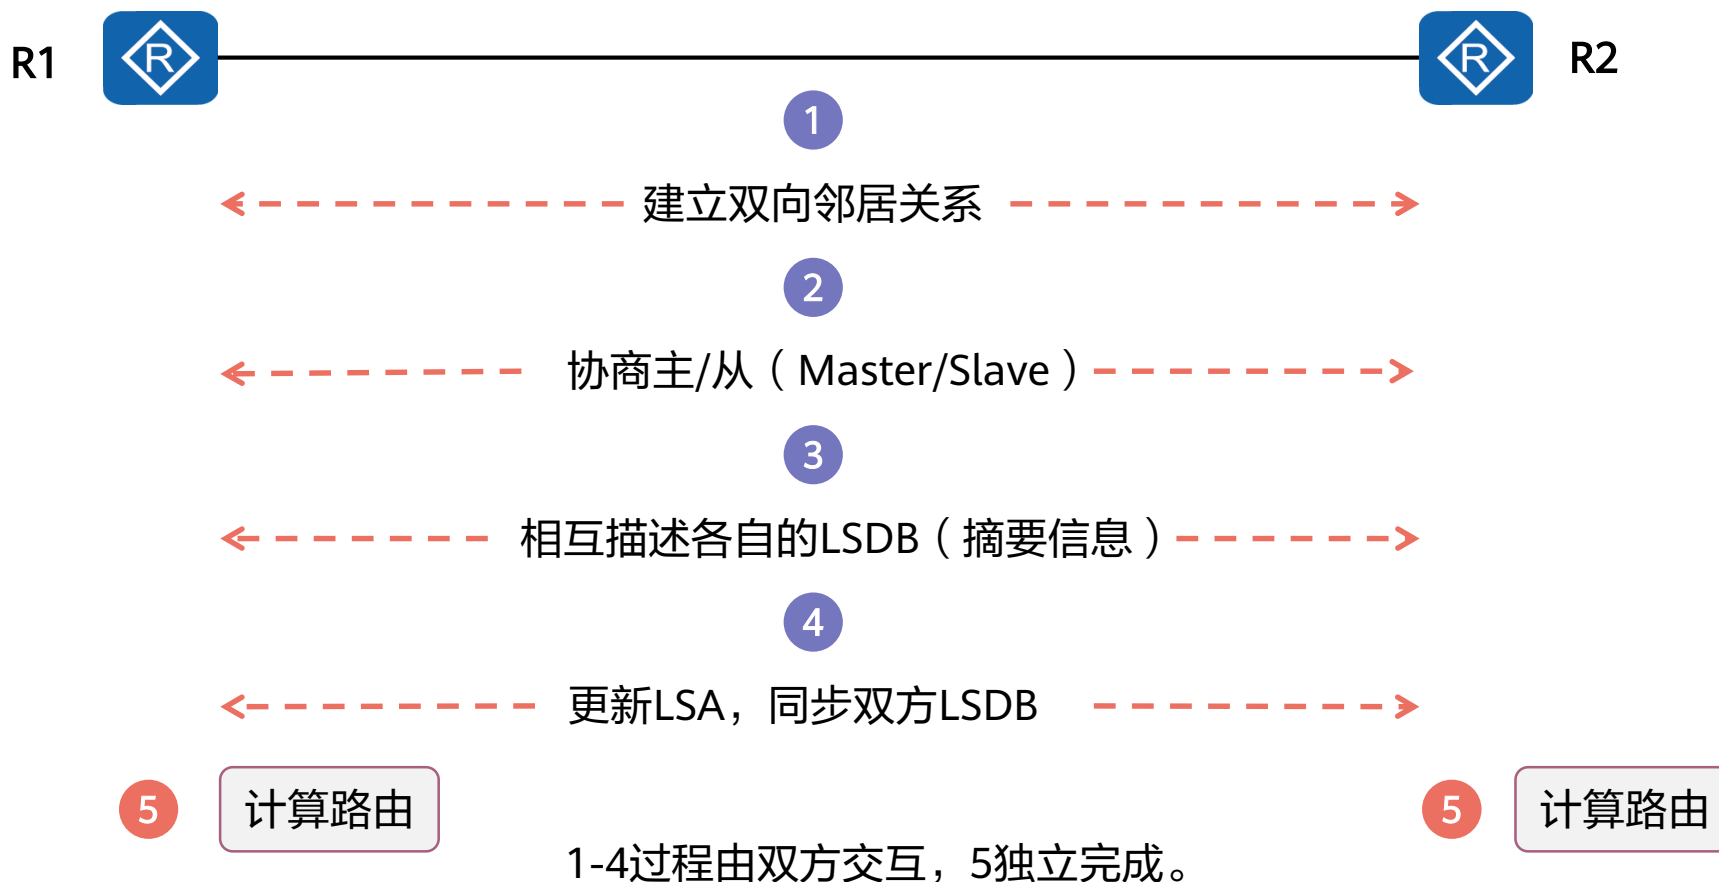 R1
R
R
R2
1
建立双向邻居关系
2
协商主/从（Master/Slave）
3
相互描述各自的LSDB（摘要信息）
4
更新LSA，同步双方LSDB
5
计算路由
5
计算路由
1-4过程由双方交互，5独立完成。